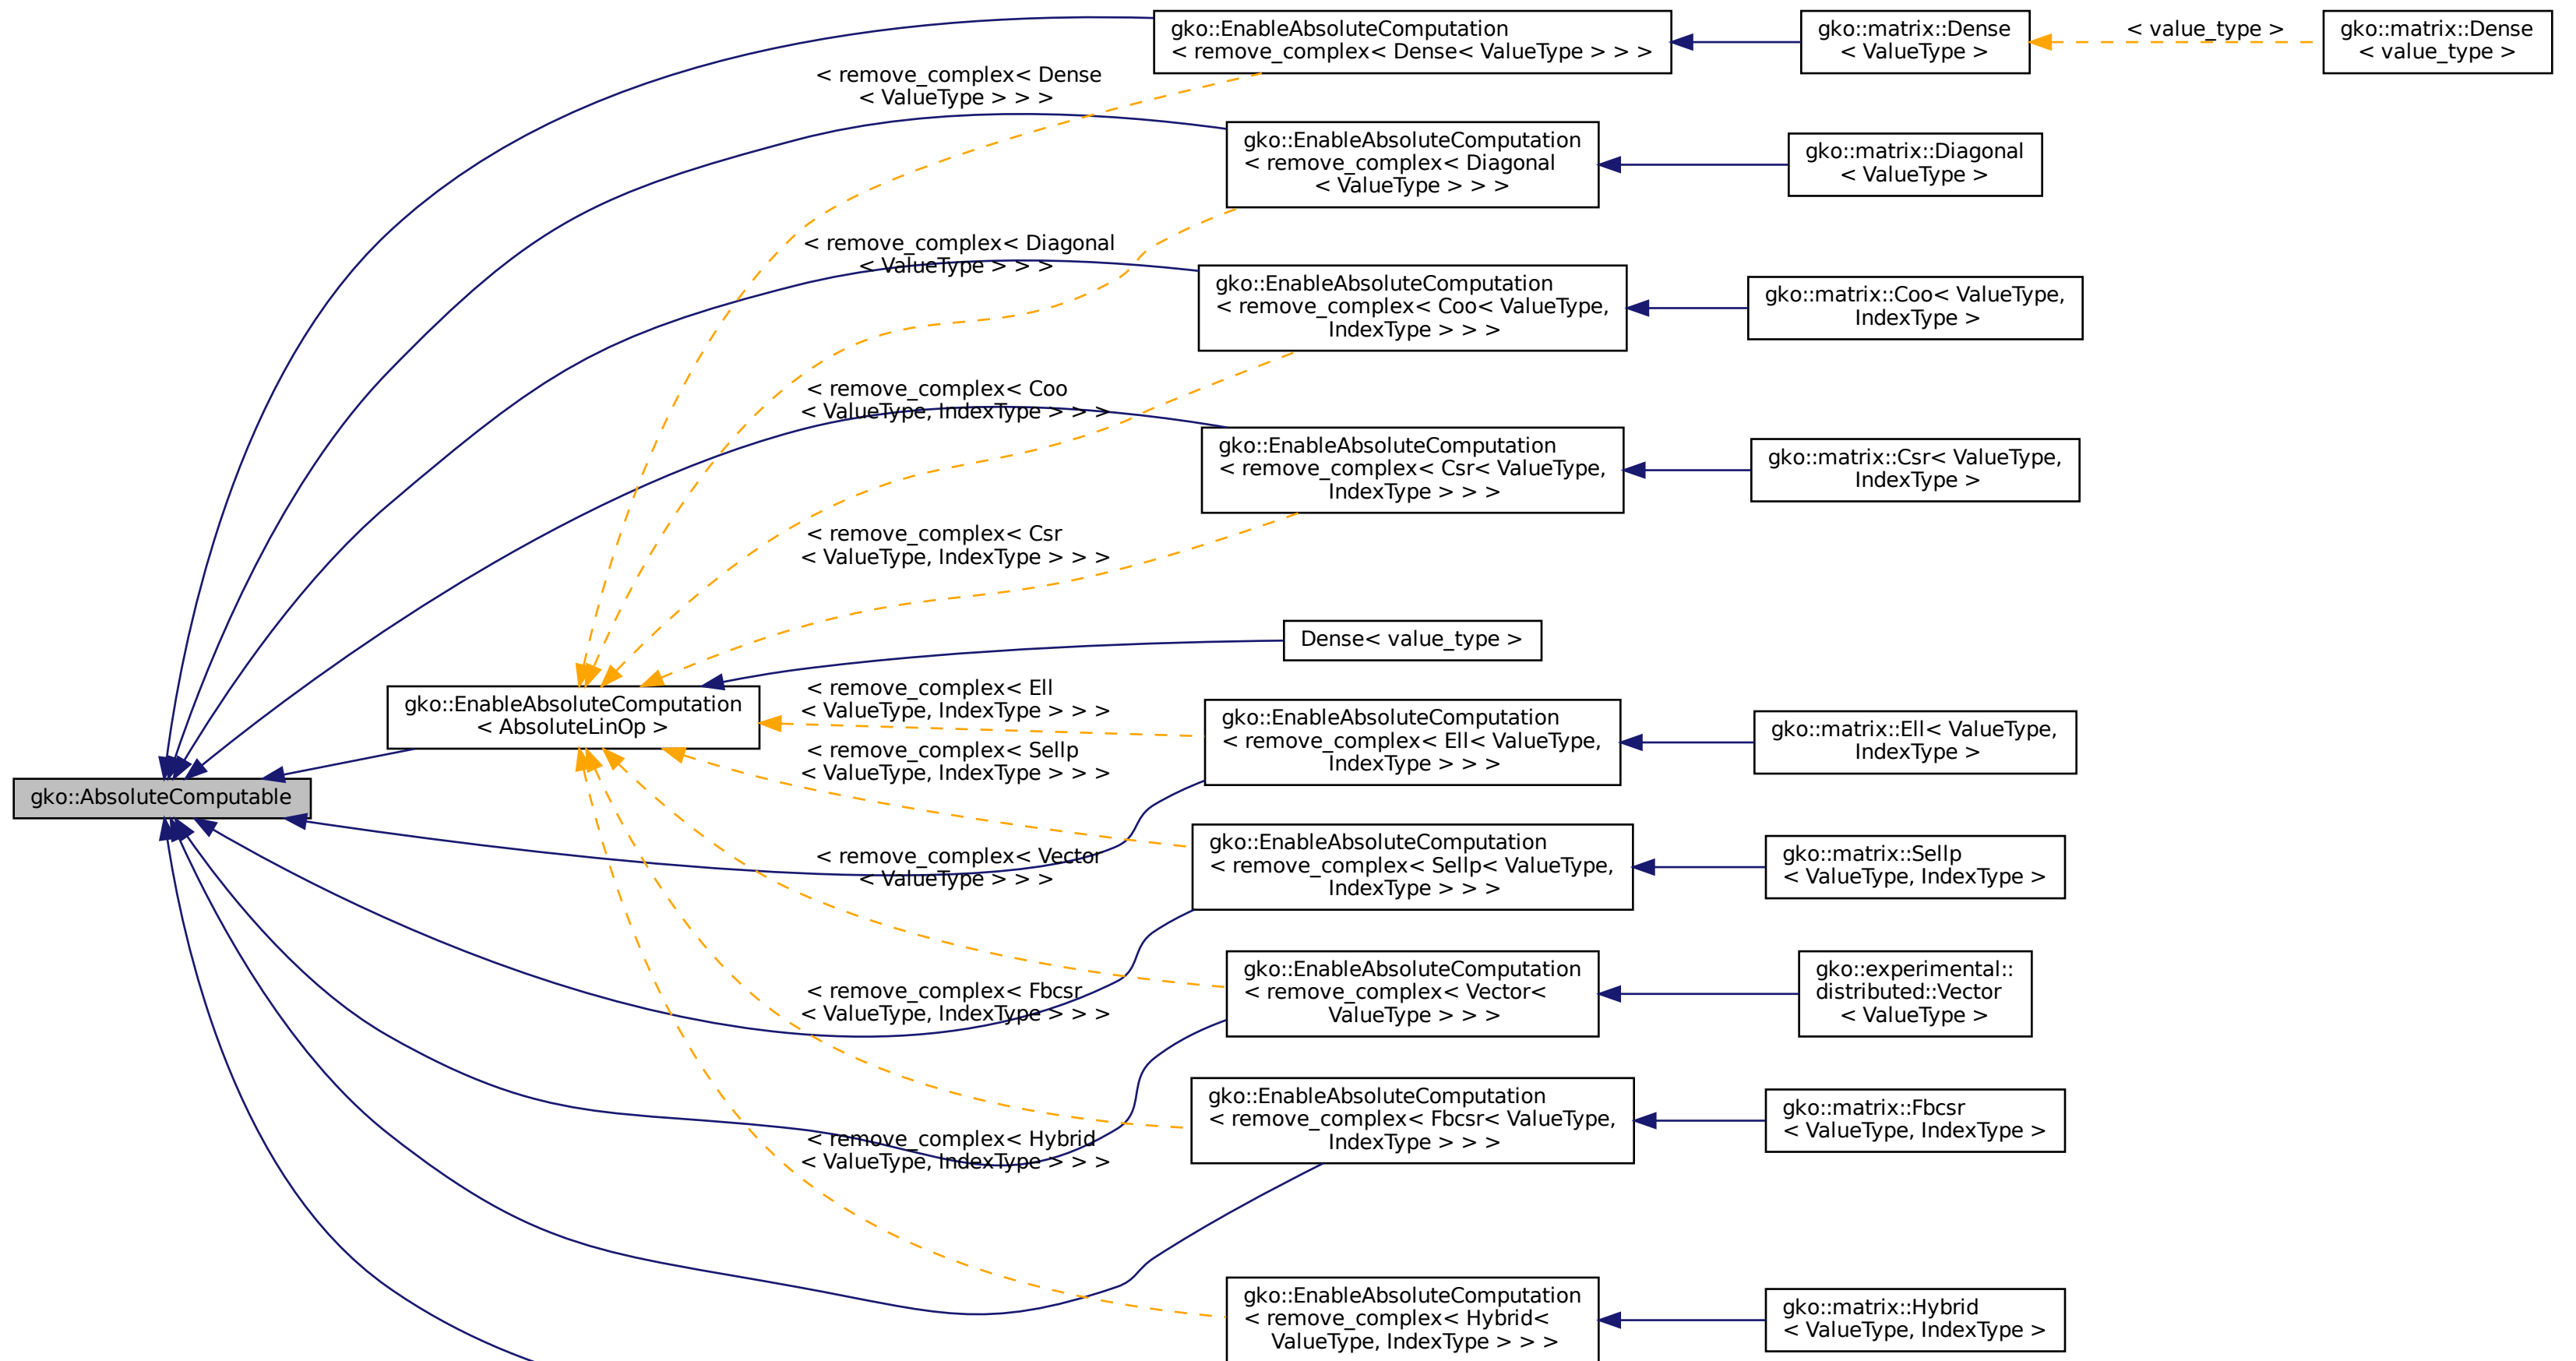 gko::EnableAbsoluteComputation
< remove_complex< Dense< ValueType > > >
gko::matrix::Dense
< ValueType >
< value_type >
gko::matrix::Dense
< value_type >
< remove_complex< Dense
< ValueType > > >
gko::EnableAbsoluteComputation
< remove_complex< Diagonal
< ValueType > > >
gko::matrix::Diagonal
< ValueType >
< remove_complex< Diagonal
< ValueType > > >
gko::EnableAbsoluteComputation
< remove_complex< Coo< ValueType,
IndexType > > >
gko::matrix::Coo< ValueType,
IndexType >
< remove_complex< Coo
< ValueType, IndexType > > >
gko::EnableAbsoluteComputation
< remove_complex< Csr< ValueType,
IndexType > > >
gko::matrix::Csr< ValueType,
IndexType >
< remove_complex< Csr
< ValueType, IndexType > > >
Dense< value_type >
gko::EnableAbsoluteComputation
< AbsoluteLinOp >
< remove_complex< Ell
< ValueType, IndexType > > >
gko::EnableAbsoluteComputation
< remove_complex< Ell< ValueType,
IndexType > > >
gko::matrix::Ell< ValueType,
IndexType >
< remove_complex< Sellp
< ValueType, IndexType > > >
gko::AbsoluteComputable
gko::EnableAbsoluteComputation
< remove_complex< Sellp< ValueType,
IndexType > > >
gko::matrix::Sellp
< ValueType, IndexType >
< remove_complex< Vector
< ValueType > > >
gko::EnableAbsoluteComputation
< remove_complex< Vector<
ValueType > > >
gko::experimental::
distributed::Vector
< ValueType >
< remove_complex< Fbcsr
< ValueType, IndexType > > >
gko::EnableAbsoluteComputation
< remove_complex< Fbcsr< ValueType,
IndexType > > >
gko::matrix::Fbcsr
< ValueType, IndexType >
< remove_complex< Hybrid
< ValueType, IndexType > > >
gko::EnableAbsoluteComputation
< remove_complex< Hybrid<
ValueType, IndexType > > >
gko::matrix::Hybrid
< ValueType, IndexType >